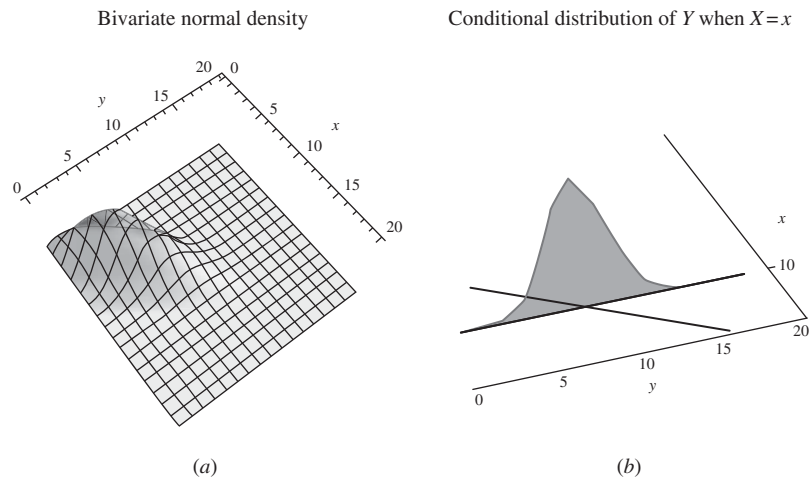 Bivariate normal density
Conditional distribution of Y when X = x
20 0
y
15
5
10
10
x
5
15
0
20
x
10
20
15
10
5
y
0
(a)
(b)